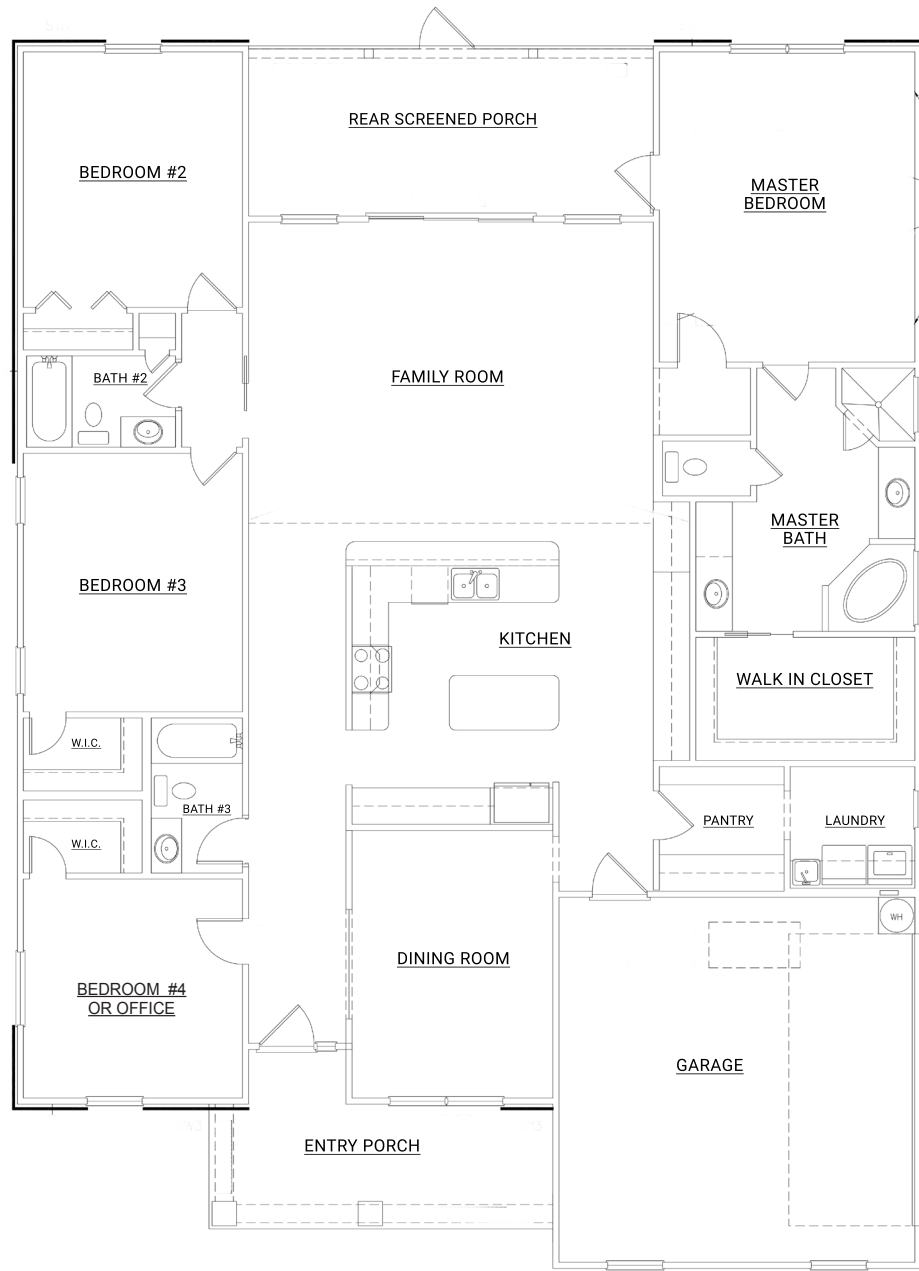 REAR SCREENED PORCH
BEDROOM #2
MASTER
BEDROOM
FAMILY ROOM
BATH #2
MASTER
BATH
BEDROOM #3
KITCHEN
WALK IN CLOSET
W.I.C.
BATH #3
PANTRY
LAUNDRY
W.I.C.
WH
DINING ROOM
BEDROOM #4
OR OFFICE
GARAGE
ENTRY PORCH